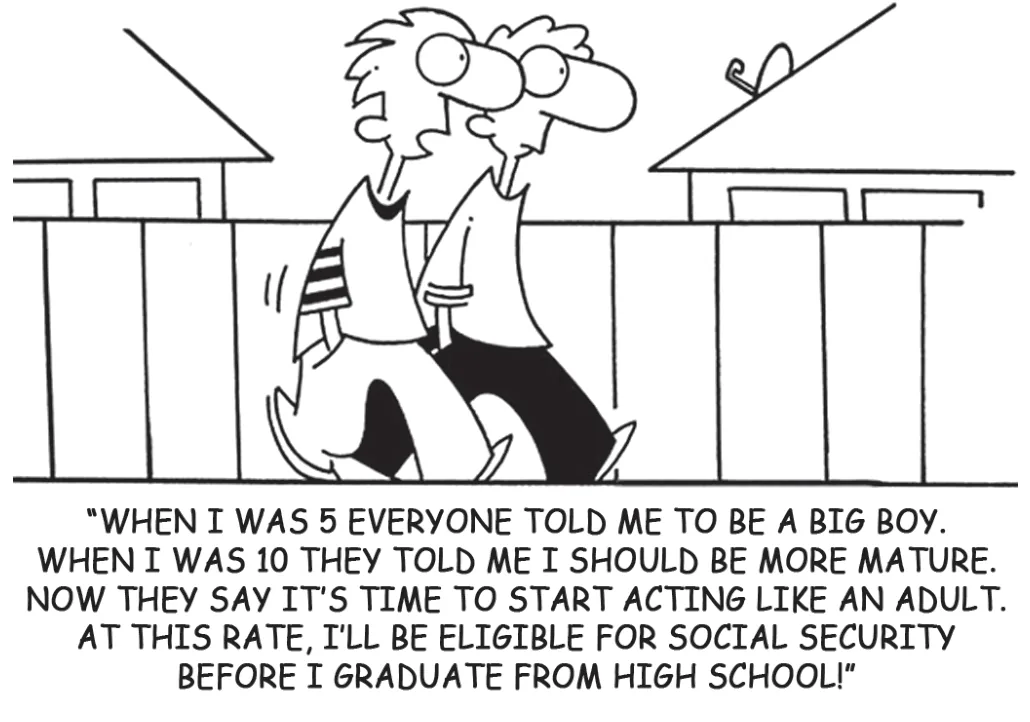 “WHEN I WAS 5 EVERYONE TOLD ME TO BE A BIG BOY.
WHEN I WAS 10 THEY TOLD ME I SHOULD BE MORE MATURE.
NOW THEY SAY IT’S TIME TO START ACTING LIKE AN ADULT.
AT THIS RATE, I’LL BE ELIGIBLE FOR SOCIAL SECURITY
BEFORE I GRADUATE FROM HIGH SCHOOL!”